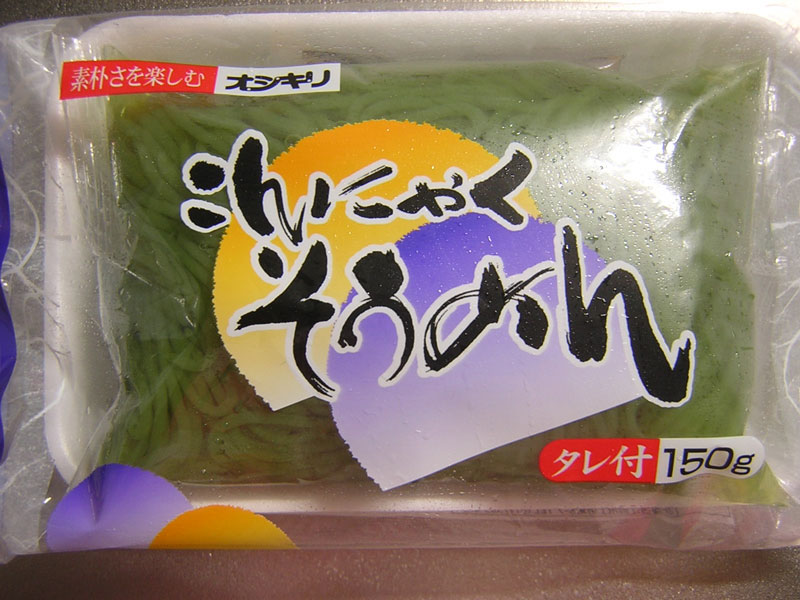 素朴さを楽しむ オシキリ
こんにゃく
そうめん
タレ付 150g